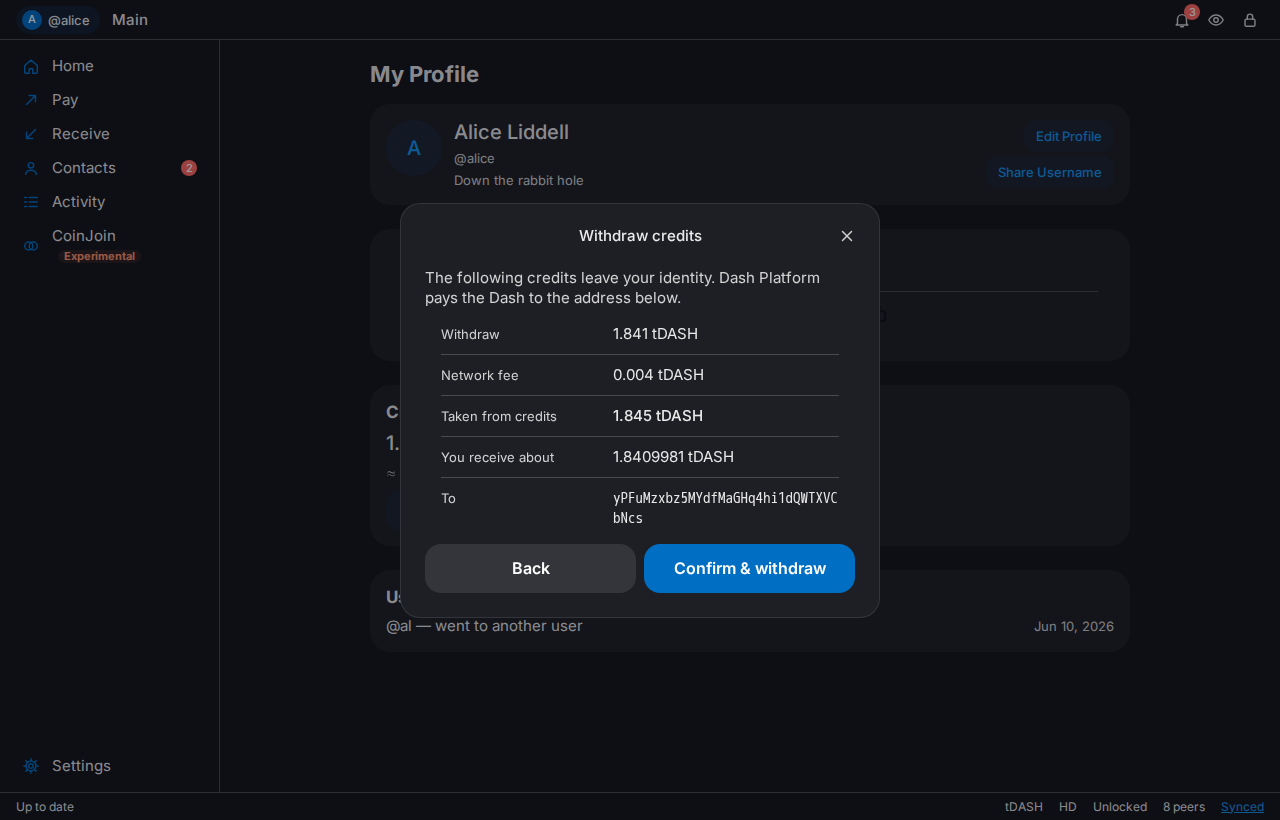 A @alice Main 3
Home
Pay
Receive
Contacts 2
Activity
CoinJoin
Experimental
Settings
My Profile
A
Alice Liddell
@alice
Down the rabbit hole
Edit Profile
Share Username
Withdraw credits
The following credits leave your identity. Dash Platform
pays the Dash to the address below.
Withdraw 1.841 tDASH
Network fee 0.004 tDASH
Taken from credits 1.845 tDASH
You receive about 1.8409981 tDASH
To yPFuMzxbz5MYdfMaGHq4hi1dQWTXVC
bNcs
Back Confirm & withdraw
1.
≈
@al — went to another user Jun 10, 2026
Up to date tDASH HD Unlocked 8 peers Synced